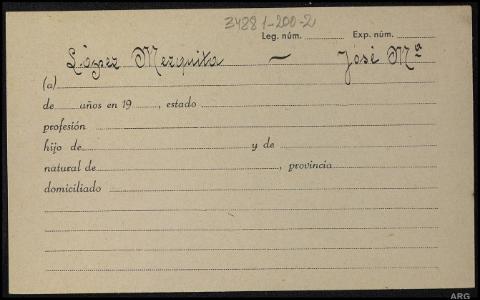 3488 1-200-2
Leg. núm. Exp. núm.
López Mezquita — José Mª
(a)
de años en 19 , estado
profesión
hijo de y de
natural de , provincia
domiciliado
ARG